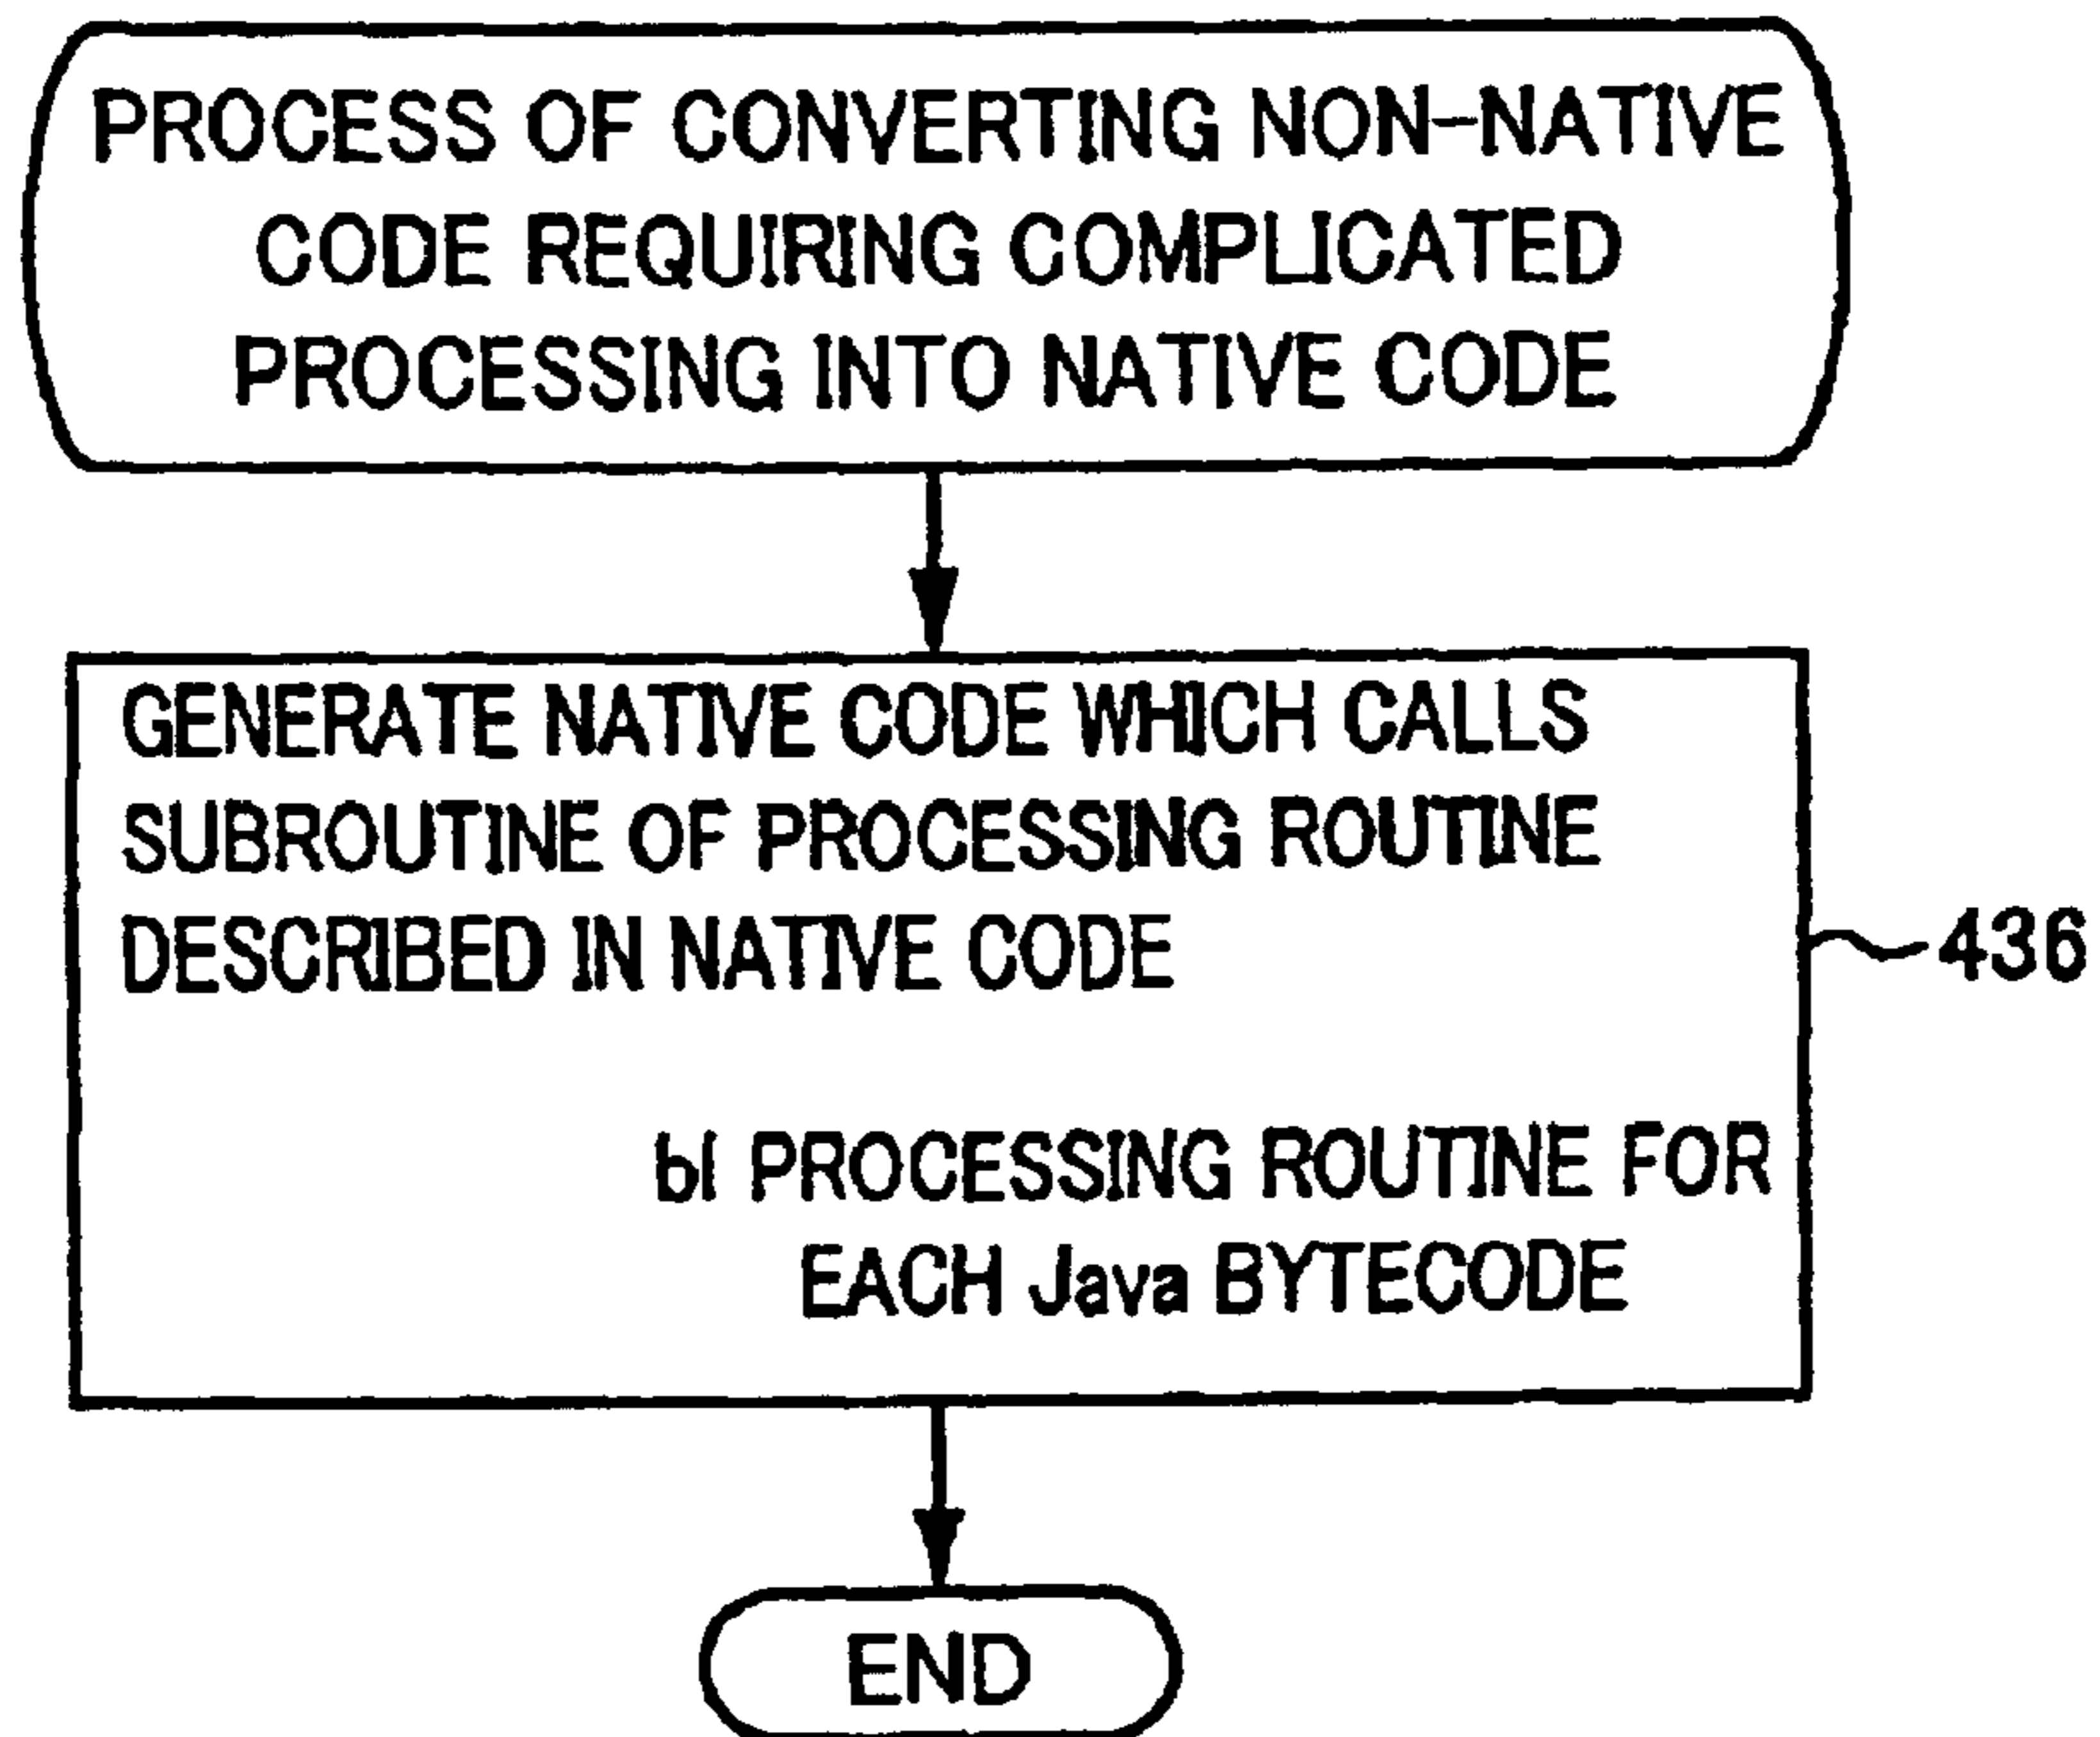 PROCESS OF CONVERTING NON-NATIVE
CODE REQUIRING COMPLICATED
PROCESSING INTO NATIVE CODE
GENERATE NATIVE CODE WHICH CALLS
SUBROUTINE OF PROCESSING ROUTINE
DESCRIBED IN NATIVE CODE
436
bl PROCESSING ROUTINE FOR
EACH Java BYTECODE
END